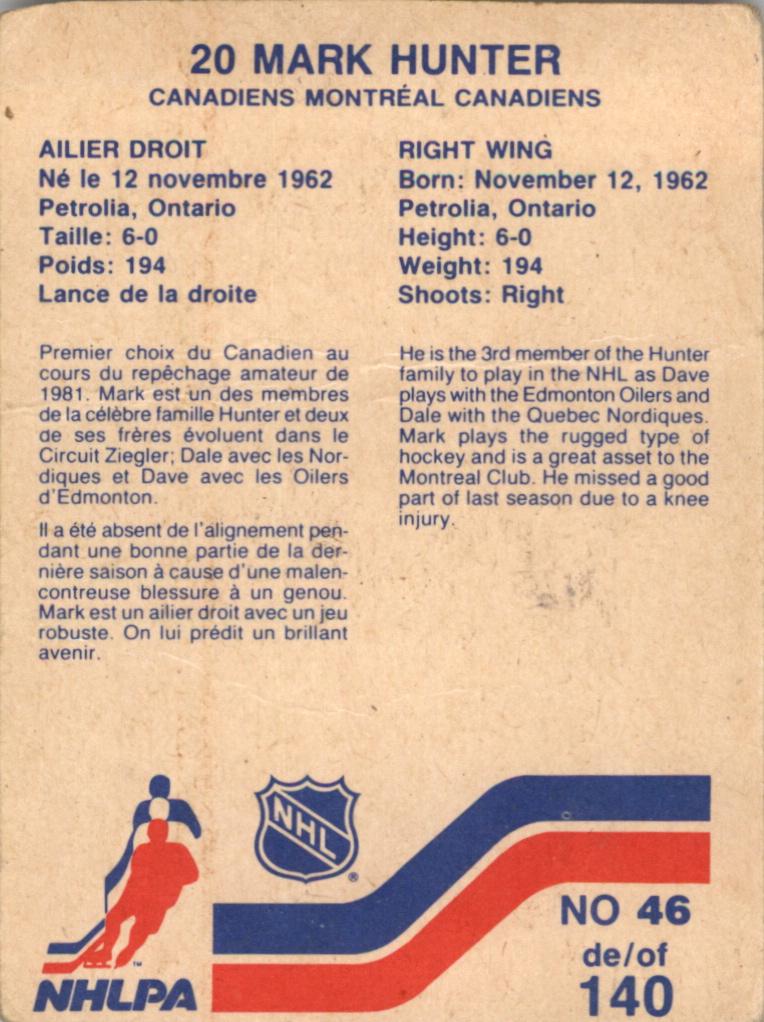 20 MARK HUNTER
CANADIENS MONTRÉAL CANADIENS
AILIER DROIT
Né le 12 novembre 1962
Petrolia, Ontario
Taille: 6-0
Poids: 194
Lance de la droite
RIGHT WING
Born: November 12, 1962
Petrolia, Ontario
Height: 6-0
Weight: 194
Shoots: Right
Premier choix du Canadien au
cours du repêchage amateur de
1981. Mark est un des membres
de la célèbre famille Hunter et deux
de ses frères évoluent dans le
Circuit Ziegler; Dale avec les Nor-
diques et Dave avec les Oilers
d'Edmonton.
Il a été absent de l'alignement pen-
dant une bonne partie de la der-
nière saison à cause d'une malen-
contreuse blessure à un genou.
Mark est un ailier droit avec un jeu
robuste. On lui prédit un brillant
avenir.
He is the 3rd member of the Hunter
family to play in the NHL as Dave
plays with the Edmonton Oilers and
Dale with the Quebec Nordiques.
Mark plays the rugged type of
hockey and is a great asset to the
Montreal Club. He missed a good
part of last season due to a knee
injury.
NHL
®
TM
NHLPA
NO 46
de/of
140